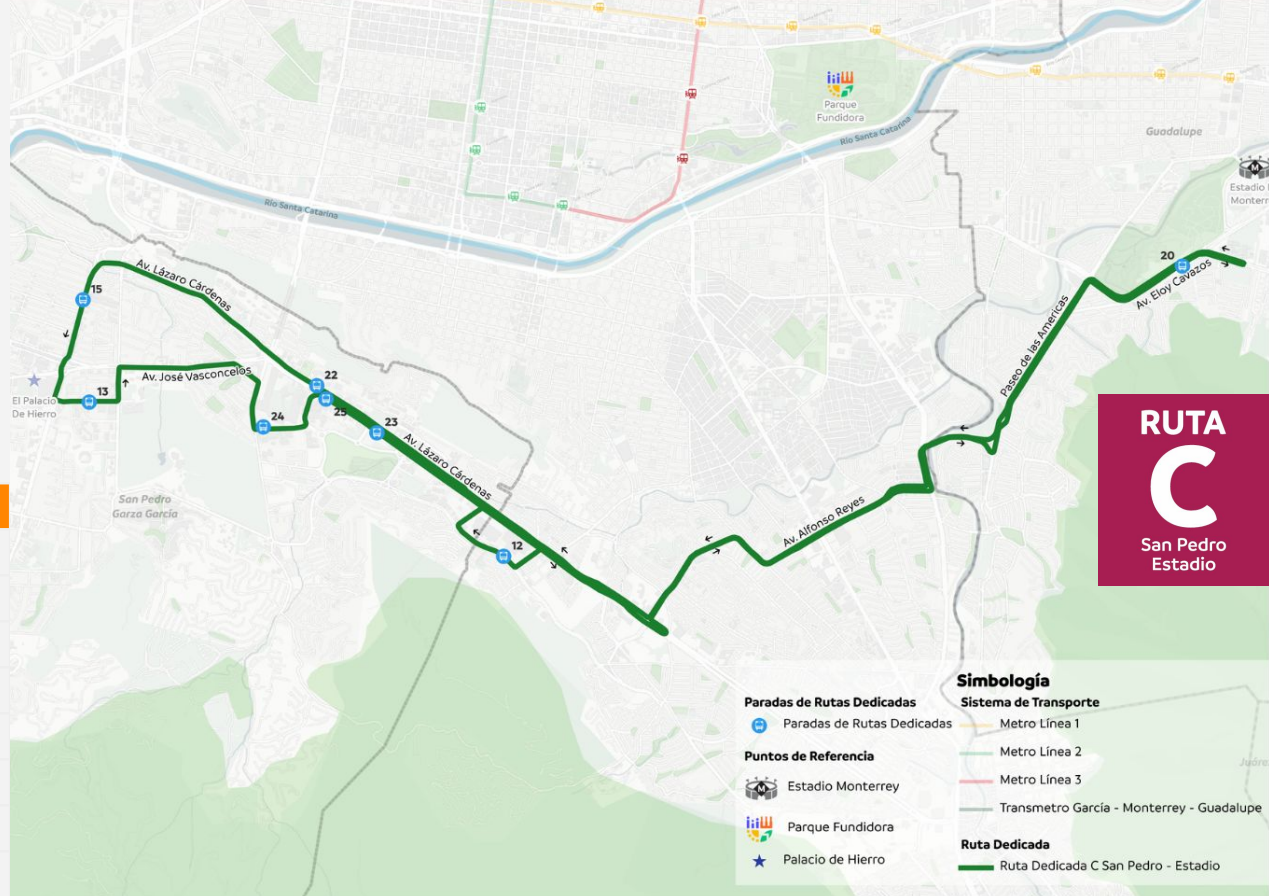 Parque
Fundidora
Río Santa Catarina
Guadalupe
Estadio
Monterr
Río Santa Catarina
20
Av. Eloy Cavazos
Av. Lázaro Cárdenas
15
Paseo de las Americas
Av. José Vasconcelos
22
El Palacio
De Hierro
13
25
24
23
Av. Lázaro Cárdenas
RUTA
C
San Pedro
Estadio
San Pedro
Garza García
Av. Alfonso Reyes
12
Simbología
Paradas de Rutas Dedicadas
Paradas de Rutas Dedicadas
Puntos de Referencia
Estadio Monterrey
Parque Fundidora
Palacio de Hierro
Sistema de Transporte
Metro Línea 1
Metro Línea 2
Metro Línea 3
Transmetro García - Monterrey - Guadalupe
Ruta Dedicada
Ruta Dedicada C San Pedro - Estadio
Juáre